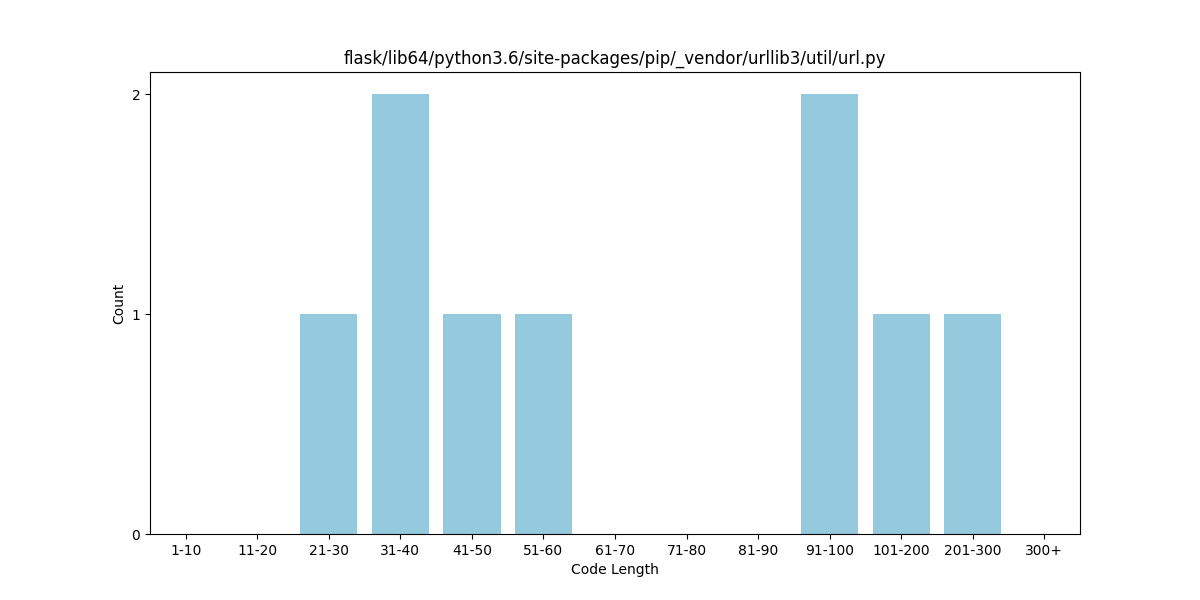 flask/lib64/python3.6/site-packages/pip/_vendor/urllib3/util/url.py
Count
2
1
0
1-10 11-20 21-30 31-40 41-50 51-60 61-70 71-80 81-90 91-100 101-200 201-300 300+
Code Length